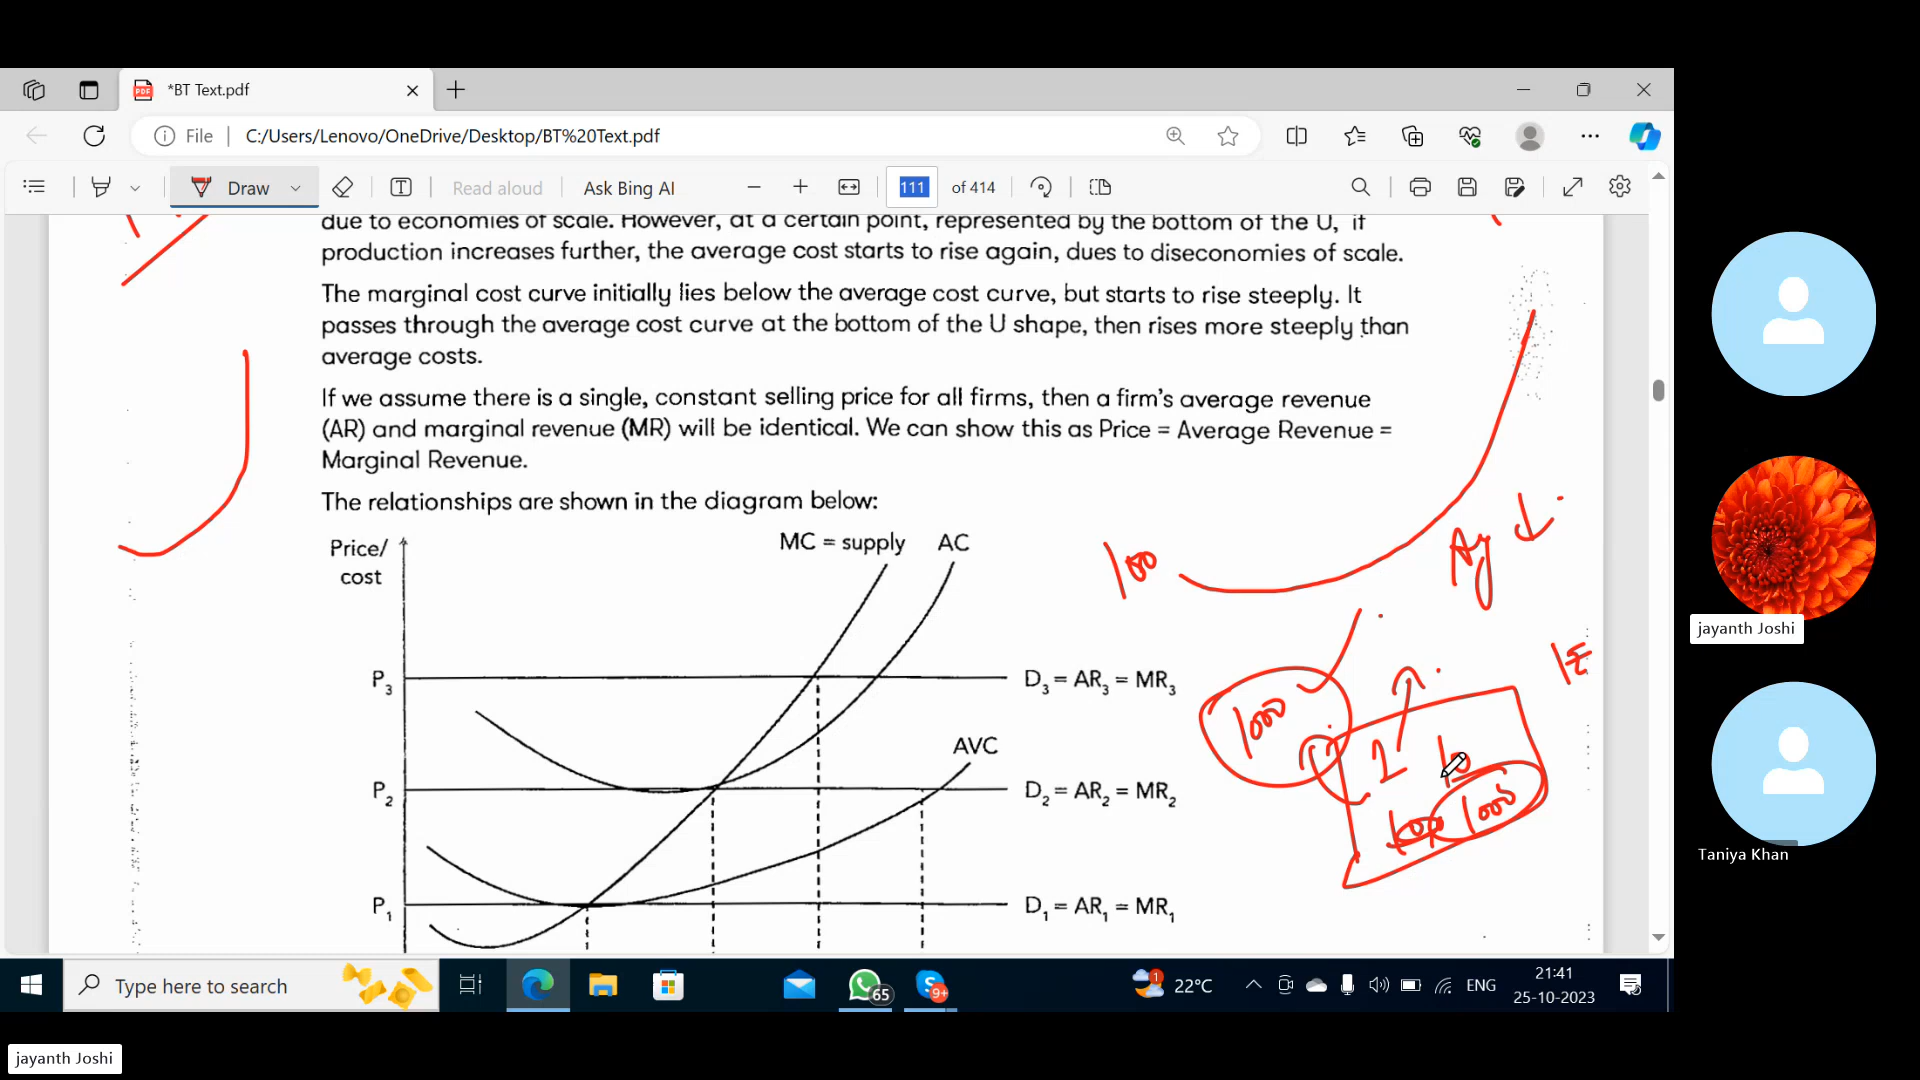 *BT Text.pdf
File
C:/Users/Lenovo/OneDrive/Desktop/BT%20Text.pdf
Draw
Read aloud
Ask Bing AI
111
of 414
due to economies of scale. However, at a certain point, represented by the bottom of the U, if
production increases further, the average cost starts to rise again, dues to diseconomies of scale.
The marginal cost curve initially lies below the average cost curve, but starts to rise steeply. It
passes through the average cost curve at the bottom of the U shape, then rises more steeply than
average costs.
If we assume there is a single, constant selling price for all firms, then a firm's average revenue
(AR) and marginal revenue (MR) will be identical. We can show this as Price = Average Revenue =
Marginal Revenue.
The relationships are shown in the diagram below:
Price/
cost
MC = supply
AC
100
P3
D3 = AR3 = MR3
1000
AVC
10
P2
D2 = AR2 = MR2
1000
P1
D1 = AR1 = MR1
jayanth Joshi
Taniya Khan
Type here to search
65
9+
1
22°C
ENG
21:41
25-10-2023
jayanth Joshi